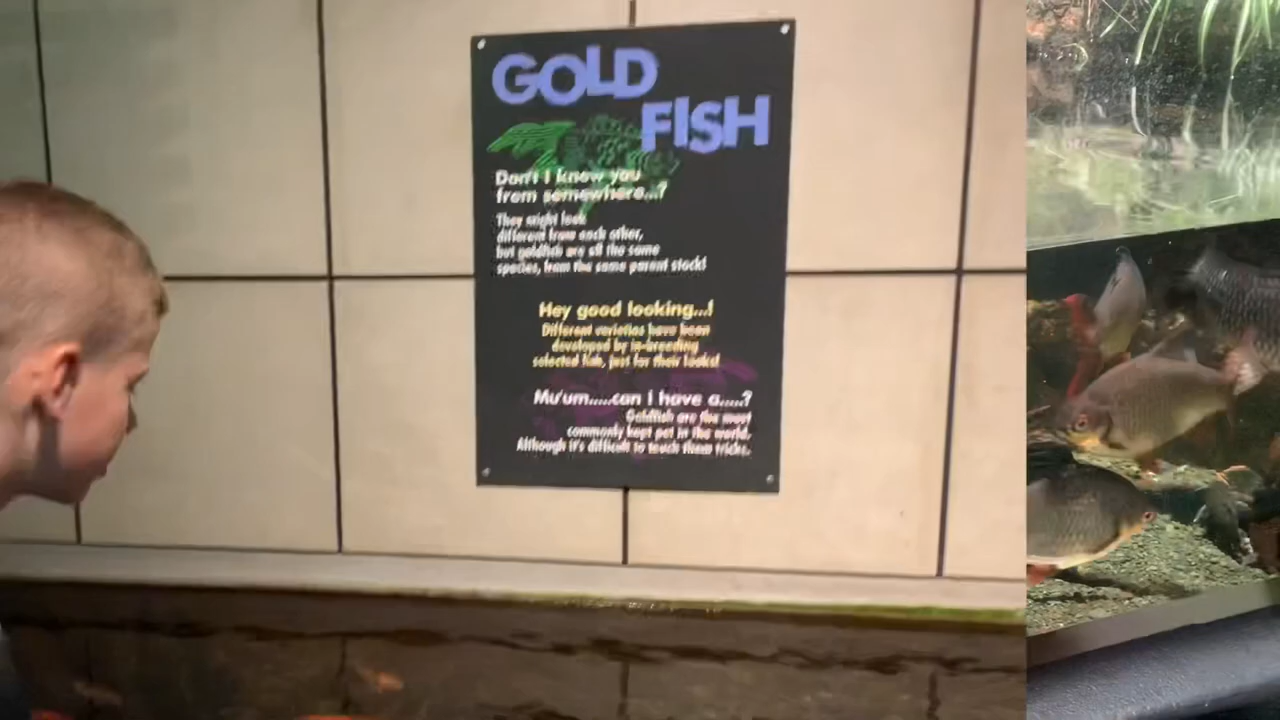 GOLD
FISH
Don't I know you
from somewhere...?
They might look
different from each other,
but goldfish are all the same
species, from the same parent stock!
Hey good looking...!
Different varieties have been
developed by in-breeding
selected fish, just for their looks!
Mu'um.....can I have a.....?
Goldfish are the most
commonly kept pet in the world.
Although it's difficult to teach them tricks.